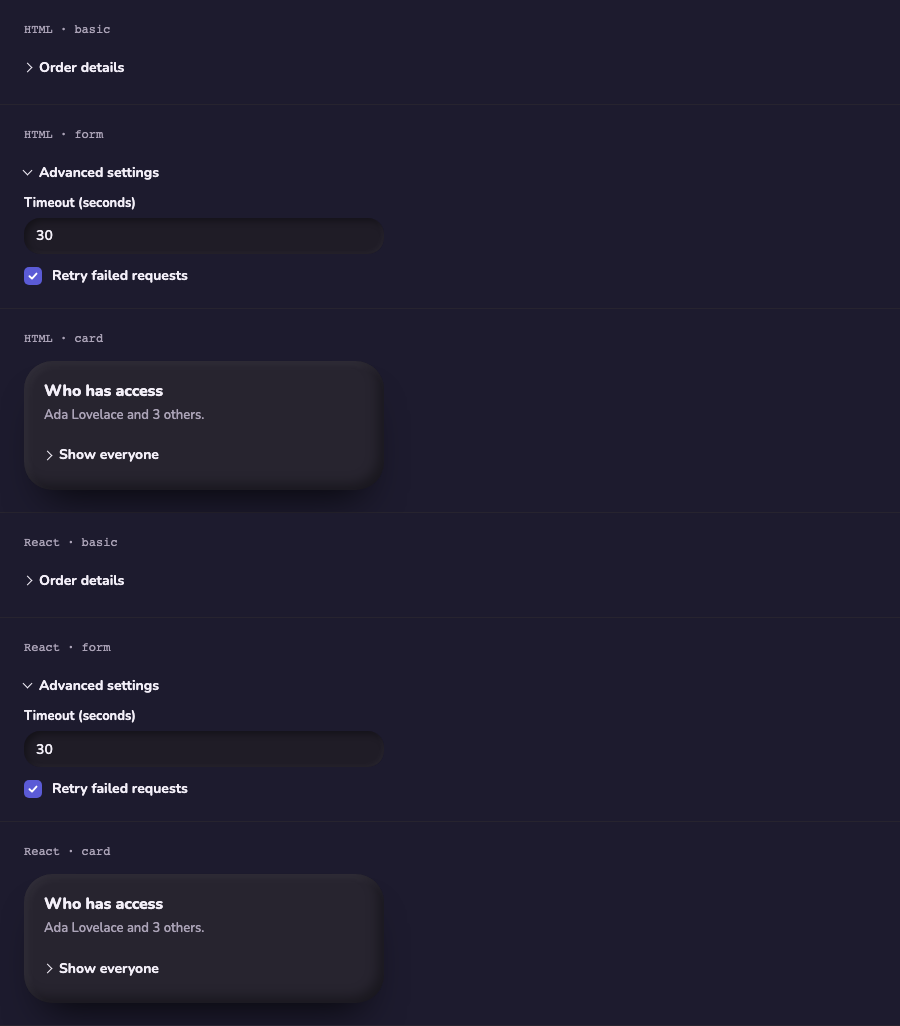 HTML · basic
Order details
HTML · form
Advanced settings
Timeout (seconds)
30
Retry failed requests
HTML · card
Who has access
Ada Lovelace and 3 others.
Show everyone
React · basic
Order details
React · form
Advanced settings
Timeout (seconds)
30
Retry failed requests
React · card
Who has access
Ada Lovelace and 3 others.
Show everyone